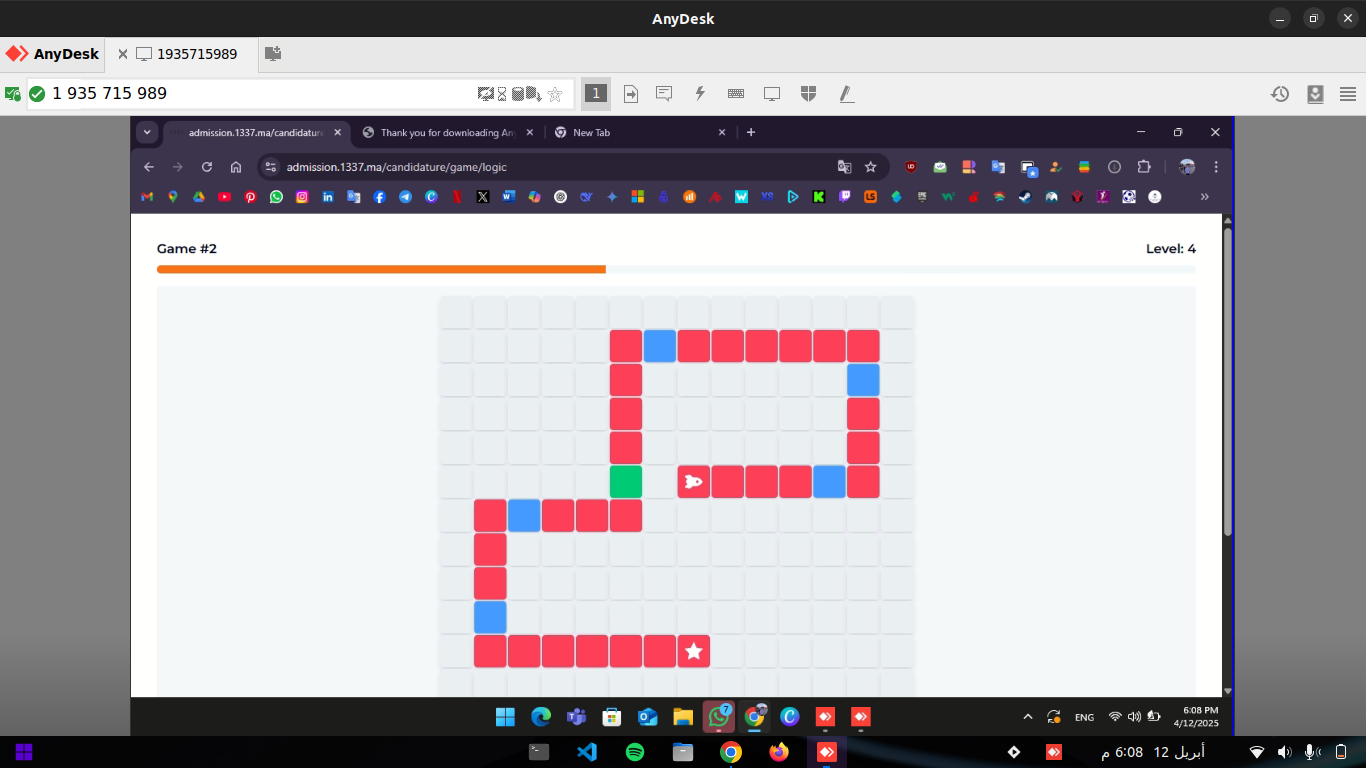 AnyDesk
AnyDesk
1935715989
1 935 715 989
1
admission.1337.ma/candidature
Thank you for downloading An
New Tab
admission.1337.ma/candidature/game/logic
Game #2
Level: 4
ENG
6:08 PM
4/12/2025
أبريل 12  6:08 م